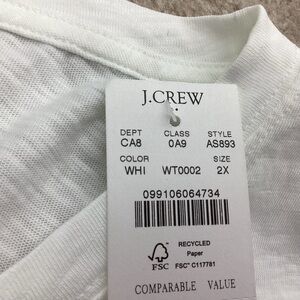 J.CREW
DEPT CLASS STYLE
CA8 0A9 AS893
COLOR SIZE
WHI WT0002 2X
099106064734
RECYCLED
Paper
FSC FSC™ C117781
COMPARABLE VALUE